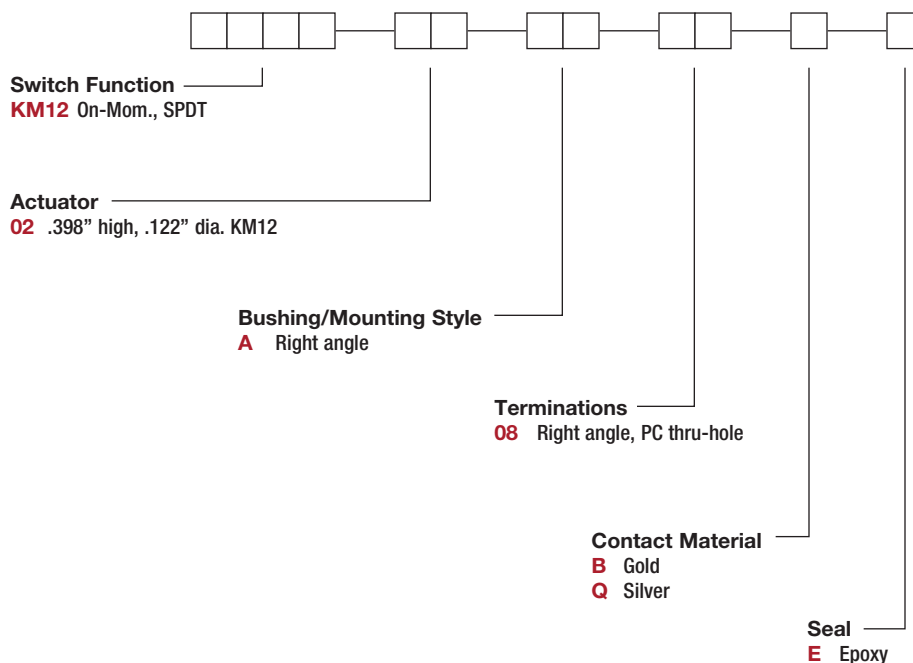 Switch Function
KM12 On-Mom., SPDT
Actuator
02 .398” high, .122” dia. KM12
Bushing/Mounting Style
A Right angle
Terminations
08 Right angle, PC thru-hole
Contact Material
B Gold
Q Silver
Seal
E Epoxy